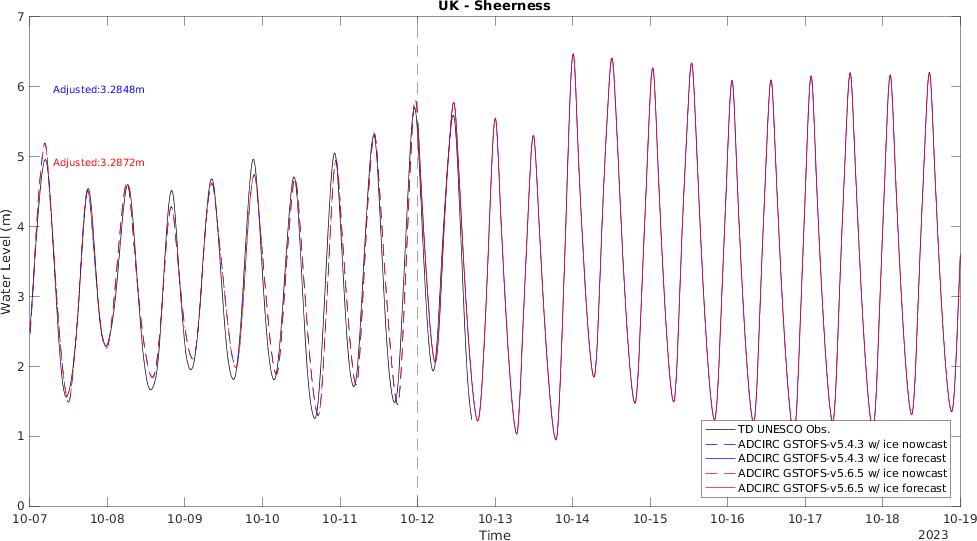 UK - Sheerness
7
6
5
4
3
2
1
0
Water Level (m)
Adjusted:3.2848m
Adjusted:3.2872m
TD UNESCO Obs.
ADCIRC GSTOFS-v5.4.3 w/ ice nowcast
ADCIRC GSTOFS-v5.4.3 w/ ice forecast
ADCIRC GSTOFS-v5.6.5 w/ ice nowcast
ADCIRC GSTOFS-v5.6.5 w/ ice forecast
10-07 10-08 10-09 10-10 10-11 10-12 10-13 10-14 10-15 10-16 10-17 10-18 10-19
Time
2023